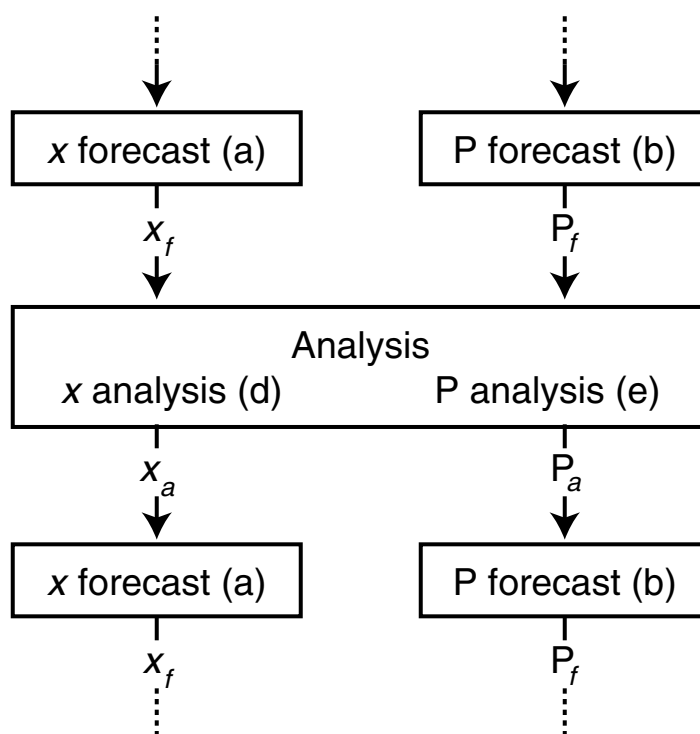 x forecast (a) P forecast (b)
x_f P_f
Analysis
x analysis (d) P analysis (e)
x_a P_a
x forecast (a) P forecast (b)
x_f P_f